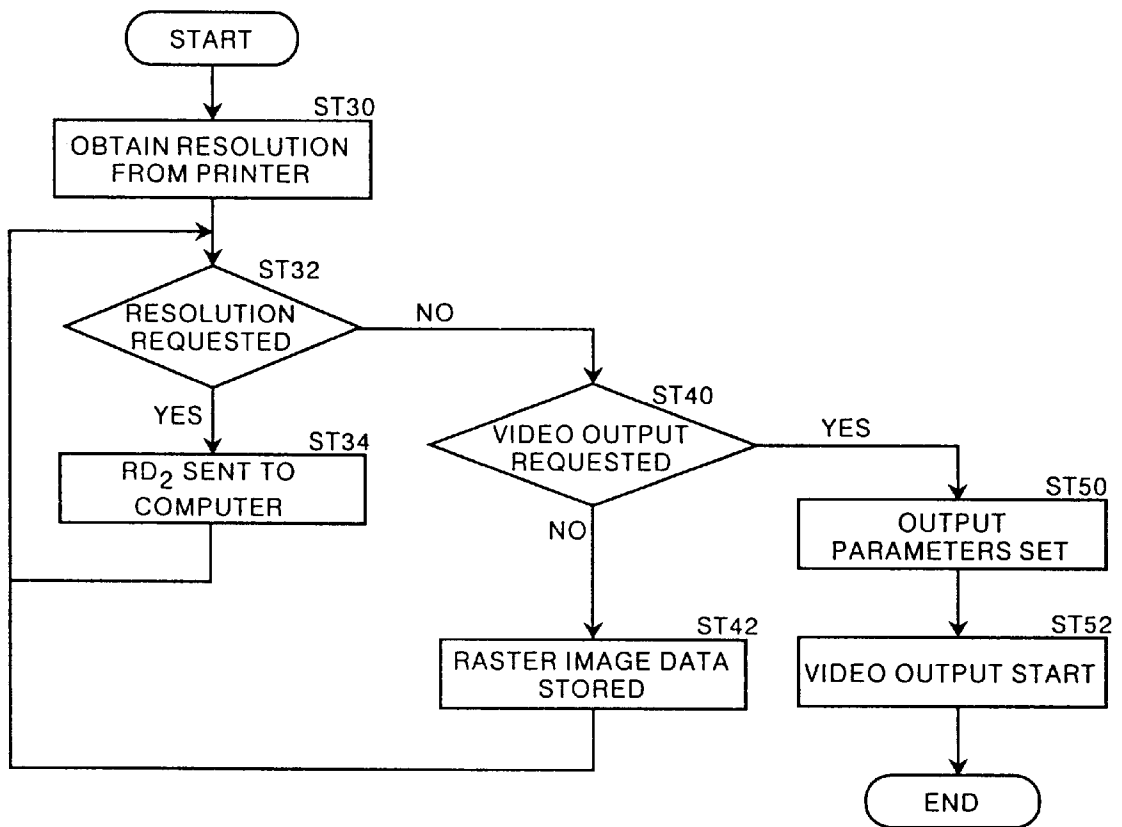 START
ST30
OBTAIN RESOLUTION
FROM PRINTER
ST32
RESOLUTION
REQUESTED
NO
YES
ST34
RD₂ SENT TO
COMPUTER
ST40
VIDEO OUTPUT
REQUESTED
YES
NO
ST42
RASTER IMAGE DATA
STORED
ST50
OUTPUT
PARAMETERS SET
ST52
VIDEO OUTPUT START
END